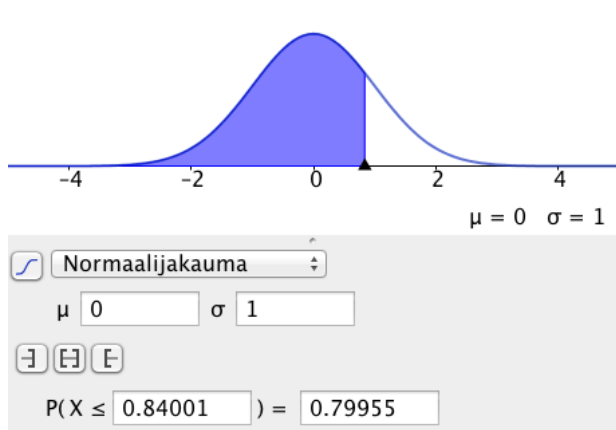 -4 -2 0 2 4
μ = 0 σ = 1
Normaalijakauma
μ 0 σ 1
P( X ≤ 0.84001 ) = 0.79955